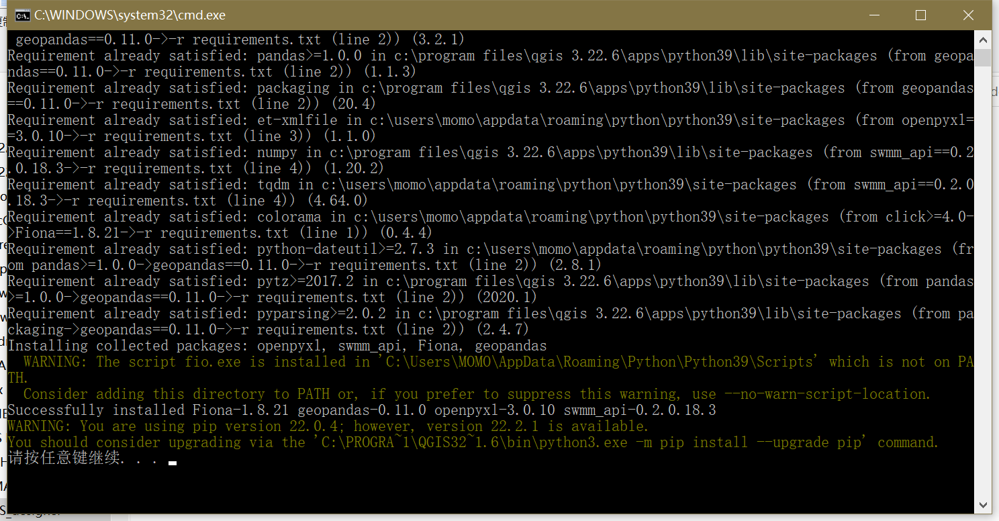 C:\WINDOWS\system32\cmd.exe
geopandas==0.11.0->-r requirements.txt (line 2)) (3.2.1)
Requirement already satisfied: pandas>=1.0.0 in c:\program files\qgis 3.22.6\apps\python39\lib\site-packages (from geopa
ndas==0.11.0->-r requirements.txt (line 2)) (1.1.3)
Requirement already satisfied: packaging in c:\program files\qgis 3.22.6\apps\python39\lib\site-packages (from geopandas
==0.11.0->-r requirements.txt (line 2)) (20.4)
Requirement already satisfied: et-xmlfile in c:\users\momo\appdata\roaming\python\python39\site-packages (from openpyxl=
=3.0.10->-r requirements.txt (line 3)) (1.1.0)
Requirement already satisfied: numpy in c:\program files\qgis 3.22.6\apps\python39\lib\site-packages (from swmm_api==0.2
.0.18.3->-r requirements.txt (line 4)) (1.20.2)
Requirement already satisfied: tqdm in c:\users\momo\appdata\roaming\python\python39\site-packages (from swmm_api==0.2.0
.18.3->-r requirements.txt (line 4)) (4.64.0)
Requirement already satisfied: colorama in c:\users\momo\appdata\roaming\python\python39\site-packages (from click>=4.0-
>Fiona==1.8.21->-r requirements.txt (line 1)) (0.4.4)
Requirement already satisfied: python-dateutil>=2.7.3 in c:\users\momo\appdata\roaming\python\python39\site-packages (fr
om pandas>=1.0.0->geopandas==0.11.0->-r requirements.txt (line 2)) (2.8.1)
Requirement already satisfied: pytz>=2017.2 in c:\program files\qgis 3.22.6\apps\python39\lib\site-packages (from pandas
>=1.0.0->geopandas==0.11.0->-r requirements.txt (line 2)) (2020.1)
Requirement already satisfied: pyparsing>=2.0.2 in c:\program files\qgis 3.22.6\apps\python39\lib\site-packages (from pa
ckaging->geopandas==0.11.0->-r requirements.txt (line 2)) (2.4.7)
Installing collected packages: openpyxl, swmm_api, Fiona, geopandas
WARNING: The script fio.exe is installed in 'C:\Users\MOMO\AppData\Roaming\Python\Python39\Scripts' which is not on PA
TH.
Consider adding this directory to PATH or, if you prefer to suppress this warning, use --no-warn-script-location.
Successfully installed Fiona-1.8.21 geopandas-0.11.0 openpyxl-3.0.10 swmm_api-0.2.0.18.3
WARNING: You are using pip version 22.0.4; however, version 22.2.1 is available.
You should consider upgrading via the 'C:\PROGRA~1\QGIS32~1.6\bin\python3.exe -m pip install --upgrade pip' command.
请按任意键继续. . .